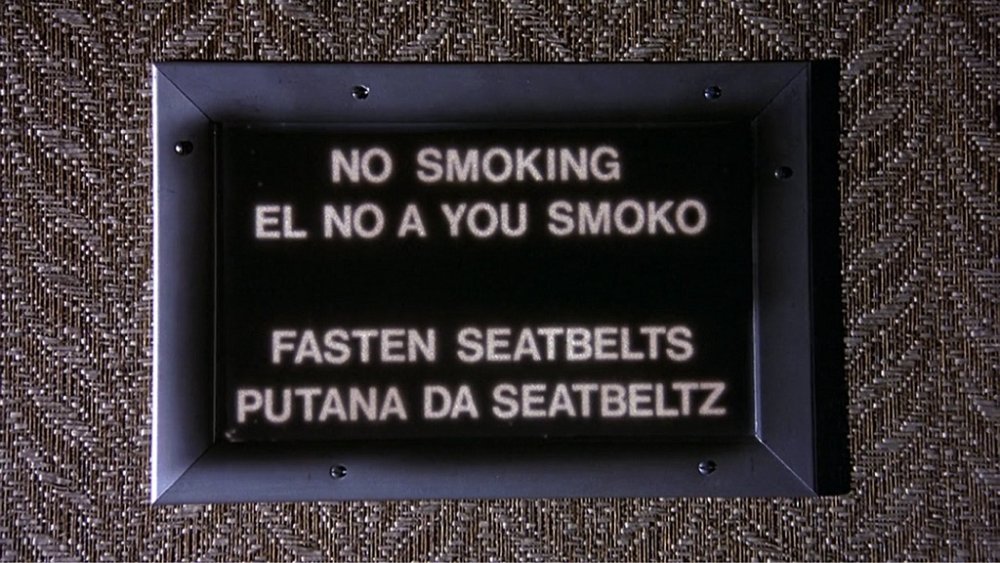 NO SMOKING
EL NO A YOU SMOKO
FASTEN SEATBELTS
PUTANA DA SEATBELTZ